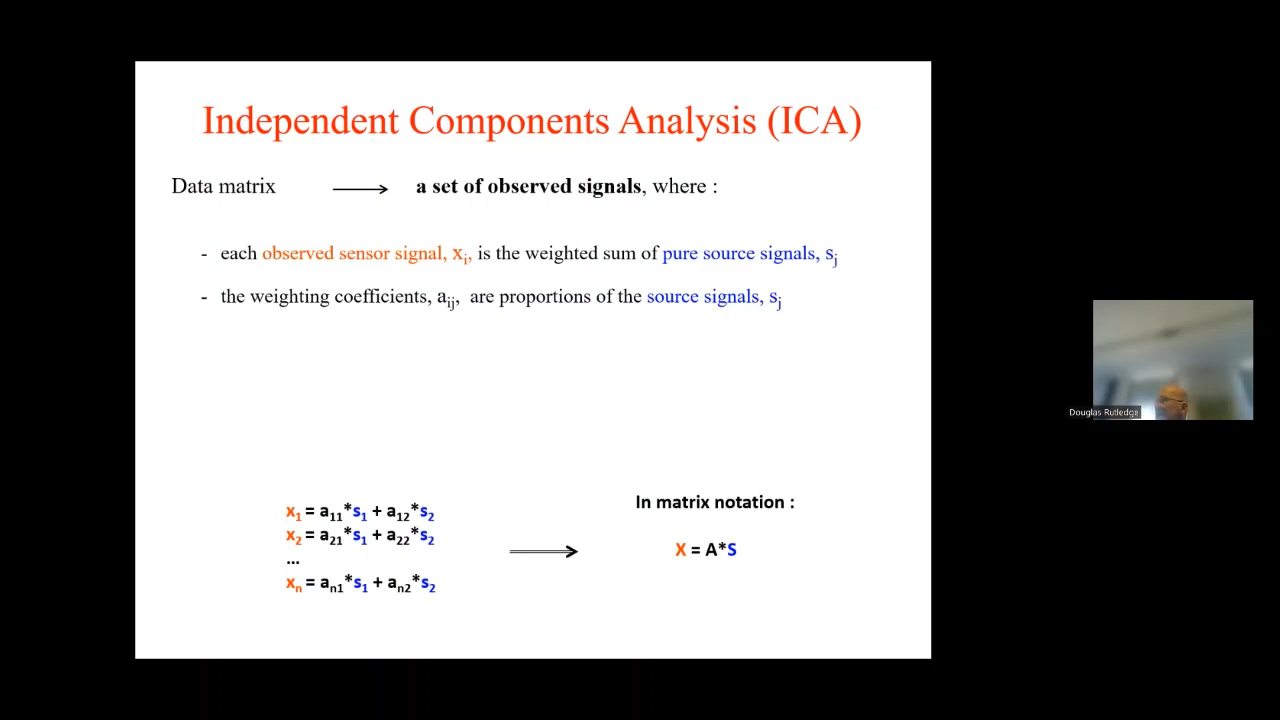 Independent Components Analysis (ICA)
Data matrix ⟶ a set of observed signals, where :
- each observed sensor signal, xᵢ, is the weighted sum of pure source signals, sⱼ
- the weighting coefficients, aᵢⱼ, are proportions of the source signals, sⱼ
x₁ = a₁₁*s₁ + a₁₂*s₂
x₂ = a₂₁*s₁ + a₂₂*s₂
...
xₙ = aₙ₁*s₁ + aₙ₂*s₂
In matrix notation :
X = A*S
Douglas Rutledge